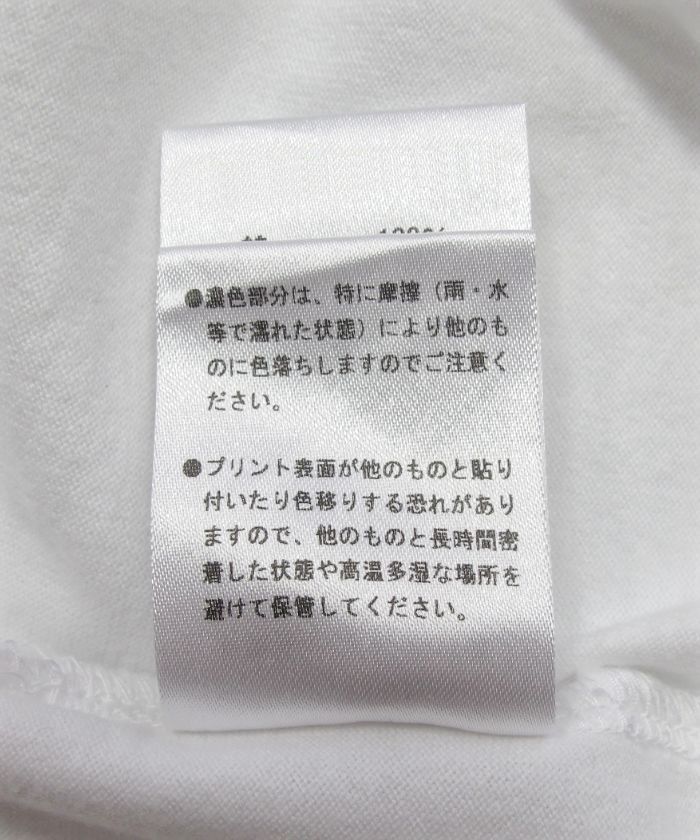 ●濃色部分は、特に摩擦（雨・水
等で濡れた状態）により他のも
のに色落ちしますのでご注意く
ださい。
●プリント表面が他のものと貼り
付いたり色移りする恐れがあり
ますので、他のものと長時間密
着した状態や高温多湿な場所を
避けて保管してください。